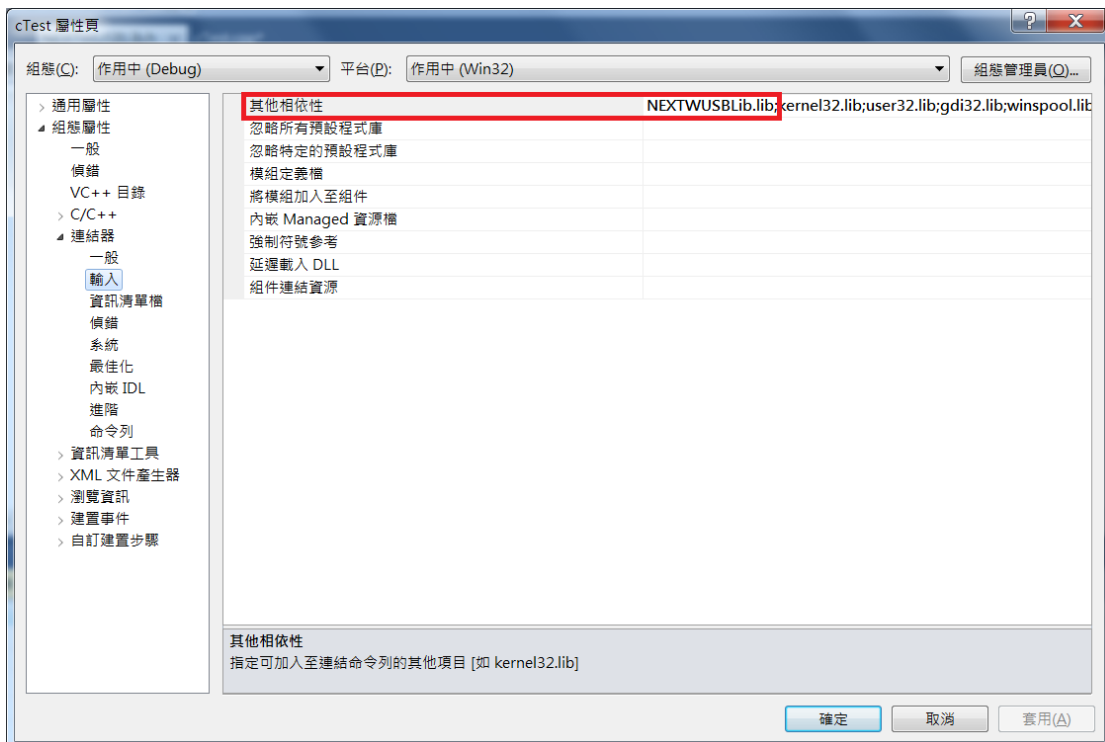 cTest 屬性頁
組態(C): 作用中 (Debug) 平台(P): 作用中 (Win32) 組態管理員(O)...
通用屬性
組態屬性
一般
偵錯
VC++ 目錄
C/C++
連結器
一般
輸入
資訊清單檔
偵錯
系統
最佳化
內嵌 IDL
進階
命令列
資訊清單工具
XML 文件產生器
瀏覽資訊
建置事件
自訂建置步驟
其他相依性 NEXTWUSBLib.lib;kernel32.lib;user32.lib;gdi32.lib;winspool.lib
忽略所有預設程式庫
忽略特定的預設程式庫
模組定義檔
將模組加入至組件
內嵌 Managed 資源檔
強制符號參考
延遲載入 DLL
組件連結資源
其他相依性
指定可加入至連結命令列的其他項目 [如 kernel32.lib]
確定 取消 套用(A)